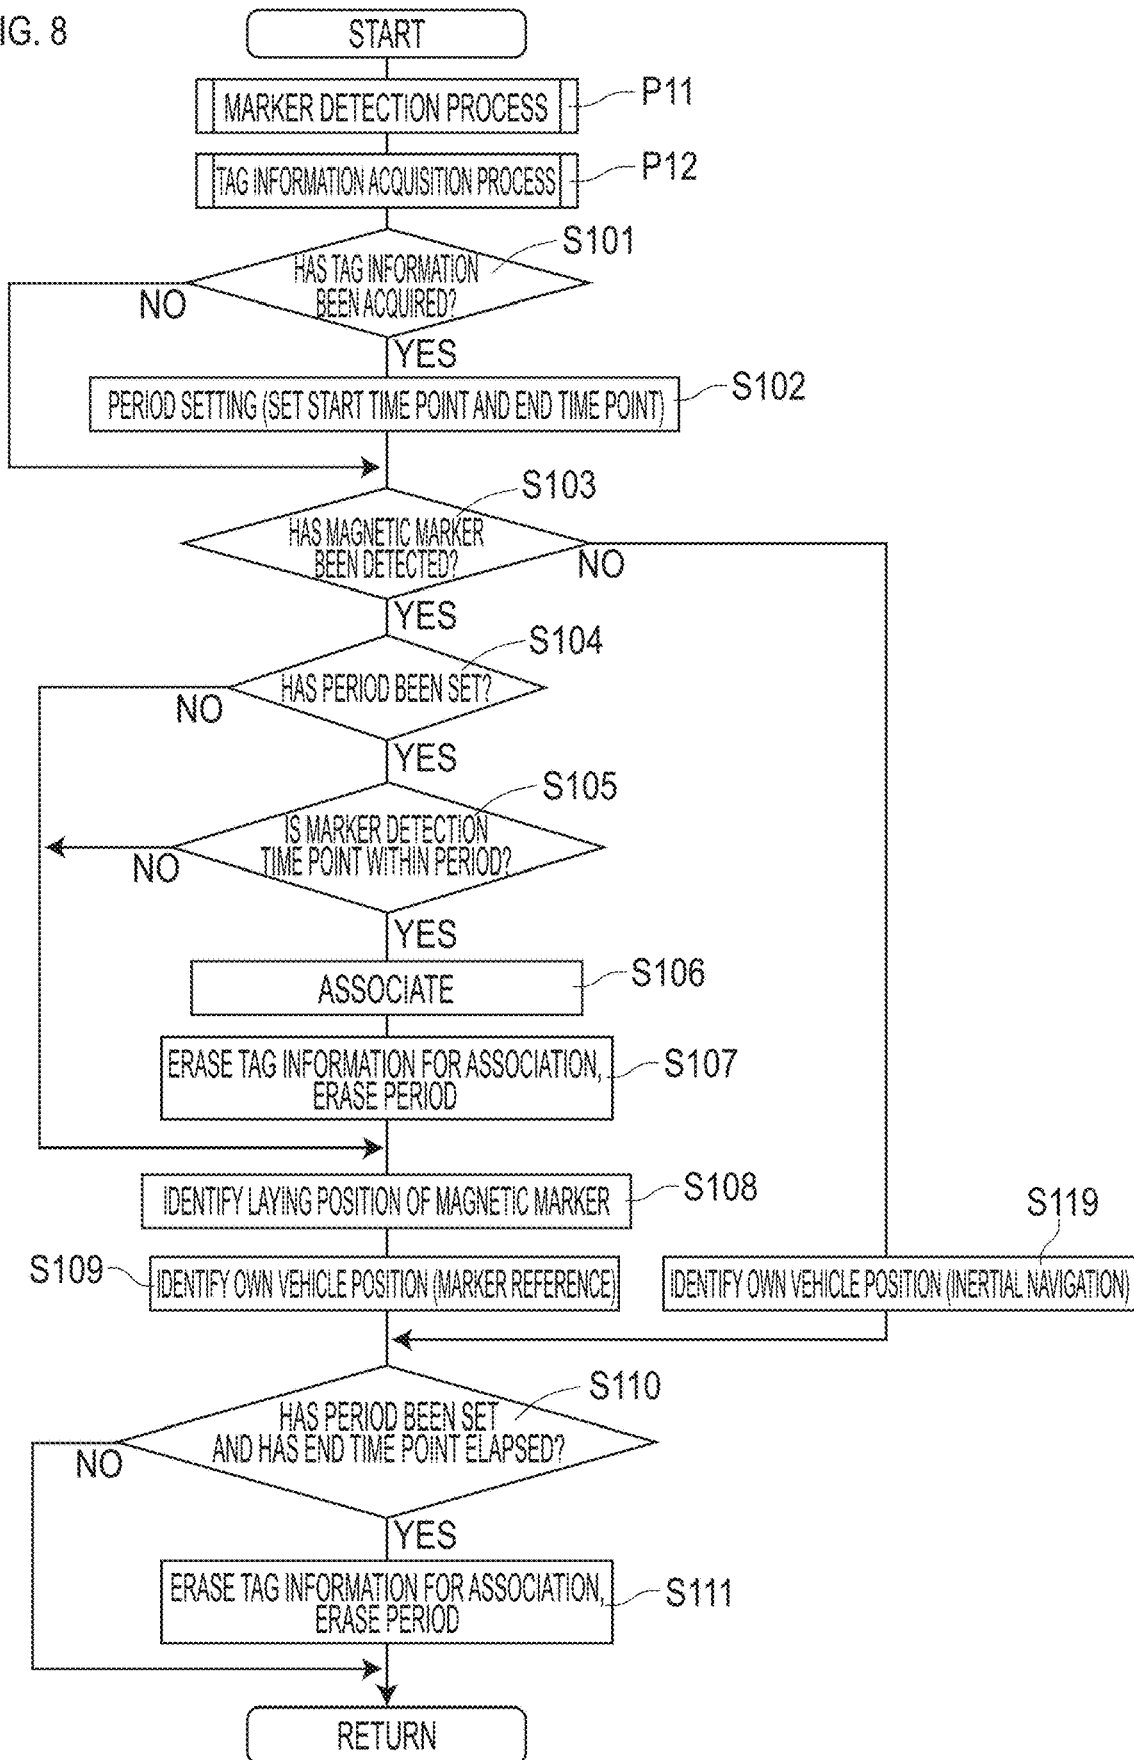 IG. 8
START
MARKER DETECTION PROCESS
P11
TAG INFORMATION ACQUISITION PROCESS
P12
S101
HAS TAG INFORMATION
BEEN ACQUIRED?
NO
YES
PERIOD SETTING (SET START TIME POINT AND END TIME POINT)
S102
S103
HAS MAGNETIC MARKER
BEEN DETECTED?
NO
YES
S104
HAS PERIOD BEEN SET?
NO
YES
S105
IS MARKER DETECTION
TIME POINT WITHIN PERIOD?
NO
YES
ASSOCIATE
S106
ERASE TAG INFORMATION FOR ASSOCIATION,
ERASE PERIOD
S107
IDENTIFY LAYING POSITION OF MAGNETIC MARKER
S108
S119
S109
IDENTIFY OWN VEHICLE POSITION (MARKER REFERENCE)
IDENTIFY OWN VEHICLE POSITION (INERTIAL NAVIGATION)
S110
HAS PERIOD BEEN SET
AND HAS END TIME POINT ELAPSED?
NO
YES
ERASE TAG INFORMATION FOR ASSOCIATION,
ERASE PERIOD
S111
RETURN